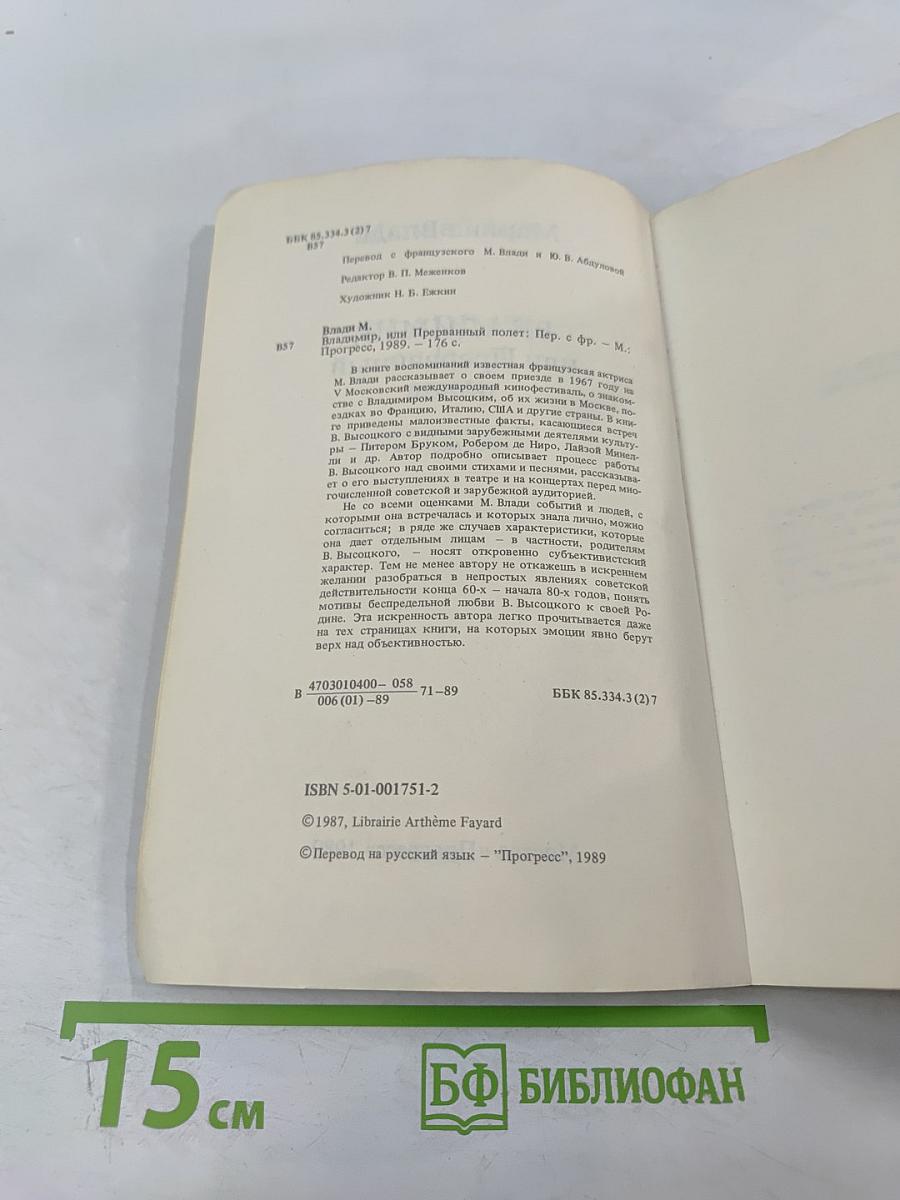 ББК 85.334.3(2)7
В57
Перевод с французского М. Влади и Ю. В. Абдуловой
Редактор В. П. Меженков
Художник Н. Б. Ежкин
Влади М.
В57 Владимир, или Прерванный полет: Пер. с фр. – М.:
Прогресс, 1989. – 176 с.
В книге воспоминаний известная французская актриса
М. Влади рассказывает о своем приезде в 1967 году на
V Московский международный кинофестиваль, о знаком-
стве с Владимиром Высоцким, об их жизни в Москве, по-
ездках во Францию, Италию, США и другие страны. В кни-
ге приведены малоизвестные факты, касающиеся встреч
В. Высоцкого с видными зарубежными деятелями культу-
ры – Питером Бруком, Робером де Ниро, Лайзой Минел-
ли и др. Автор подробно описывает процесс работы
В. Высоцкого над своими стихами и песнями, рассказыва-
ет о его выступлениях в театре и на концертах перед мно-
гочисленной советской и зарубежной аудиторией.
Не со всеми оценками М. Влади событий и людей, с
которыми она встречалась и которых знала лично, можно
согласиться; в ряде же случаев характеристики, которые
она дает отдельным лицам – в частности, родителям
В. Высоцкого, – носят откровенно субъективистский
характер. Тем не менее автору не откажешь в искреннем
желании разобраться в непростых явлениях советской
действительности конца 60-х – начала 80-х годов, понять
мотивы беспредельной любви В. Высоцкого к своей Ро-
дине. Эта искренность автора легко прочитывается даже
на тех страницах книги, на которых эмоции явно берут
верх над объективностью.
В 4703010400– 058
006(01)–89
71–89
ББК 85.334.3(2)7
ISBN 5-01-001751-2
©1987, Librairie Arthème Fayard
©Перевод на русский язык – "Прогресс", 1989
15 см
БФ БИБЛИОФАН